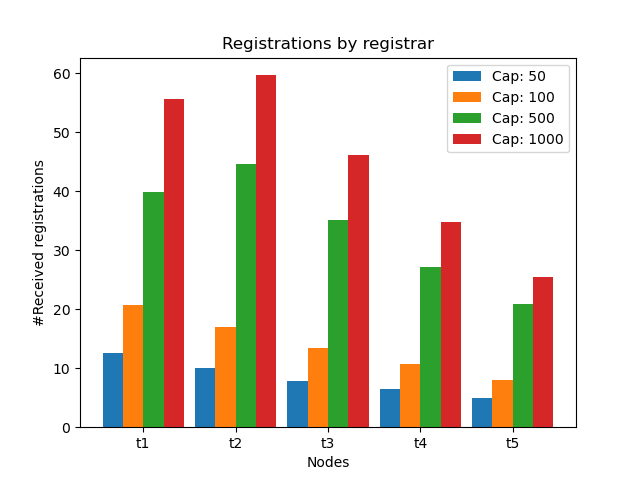 Registrations by registrar
#Received registrations
60
50
40
30
20
10
0
Cap: 50
Cap: 100
Cap: 500
Cap: 1000
t1 t2 t3 t4 t5
Nodes